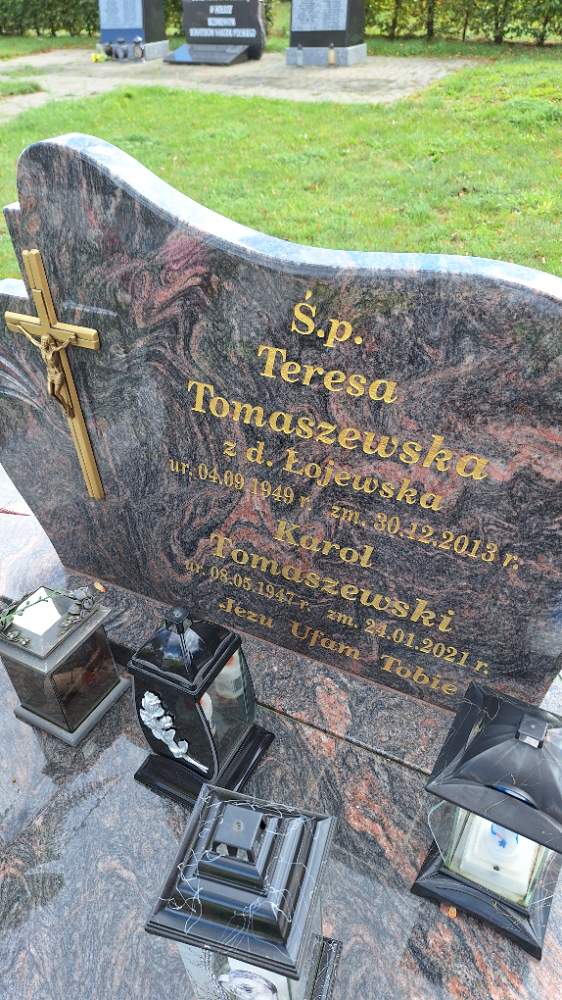 W HOŁDZIE
Ś.p.
Teresa
Tomaszewska
z d. Łojewska
ur. 04.09.1949 r. zm. 30.12.2013 r.
Karol
Tomaszewski
ur. 08.05.1947 r. zm. 24.01.2021 r.
Jezu Ufam Tobie